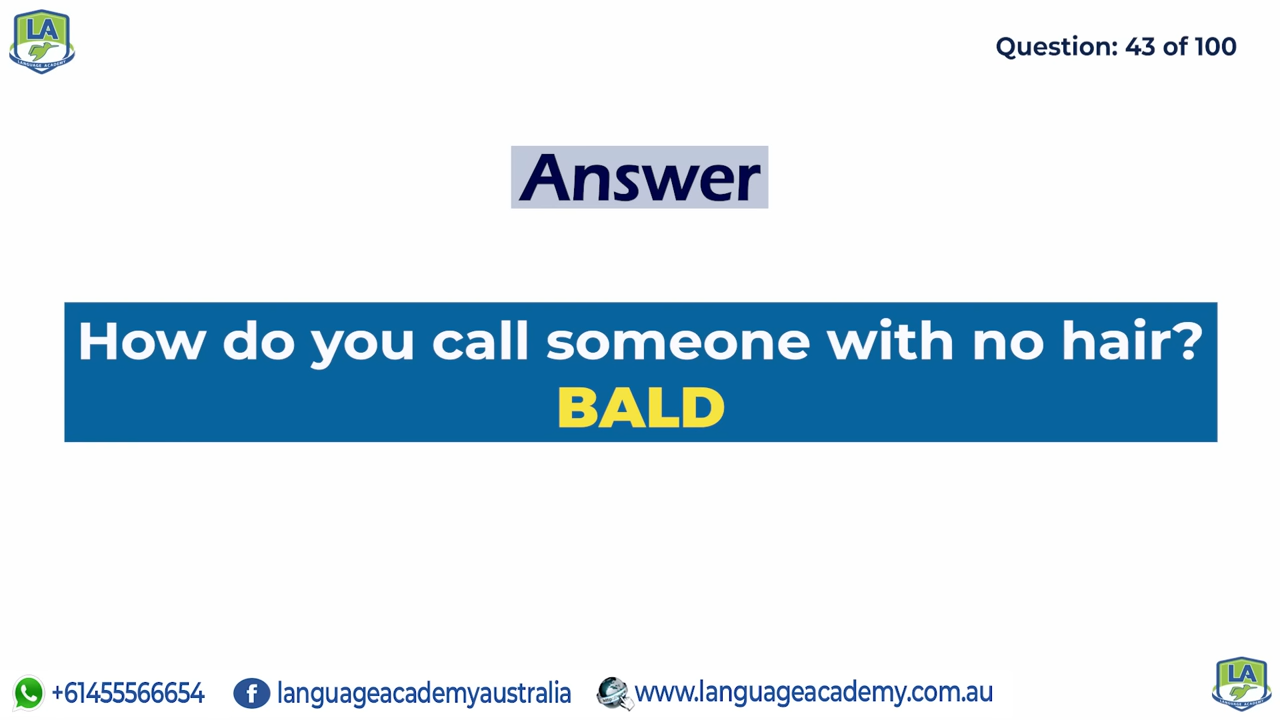 LA
LANGUAGE ACADEMY
Question: 43 of 100
Answer
How do you call someone with no hair?
BALD
+61455566654
languageacademyaustralia
www.languageacademy.com.au
LA
LANGUAGE ACADEMY